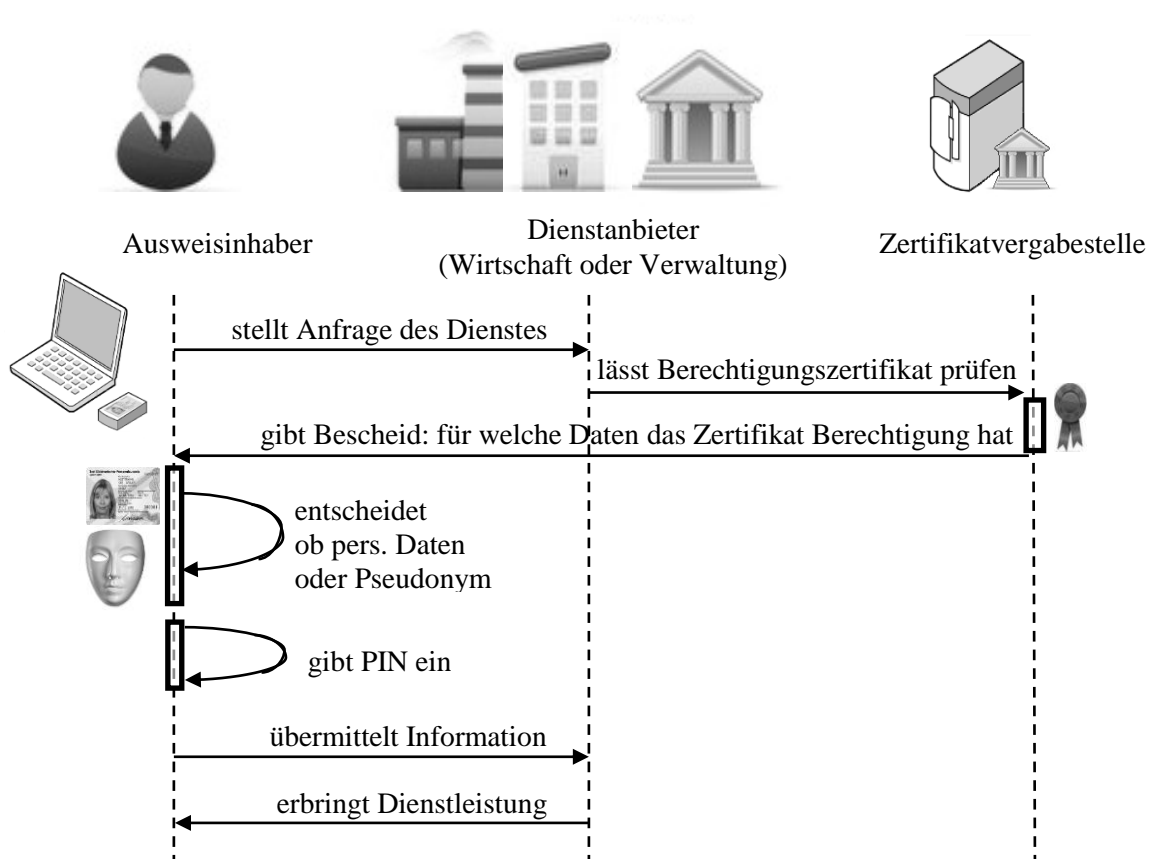 Ausweisinhaber
Dienstanbieter
(Wirtschaft oder Verwaltung)
Zertifikatvergabestelle
stellt Anfrage des Dienstes
lässt Berechtigungszertifikat prüfen
gibt Bescheid: für welche Daten das Zertifikat Berechtigung hat
entscheidet
ob pers. Daten
oder Pseudonym
gibt PIN ein
übermittelt Information
erbringt Dienstleistung